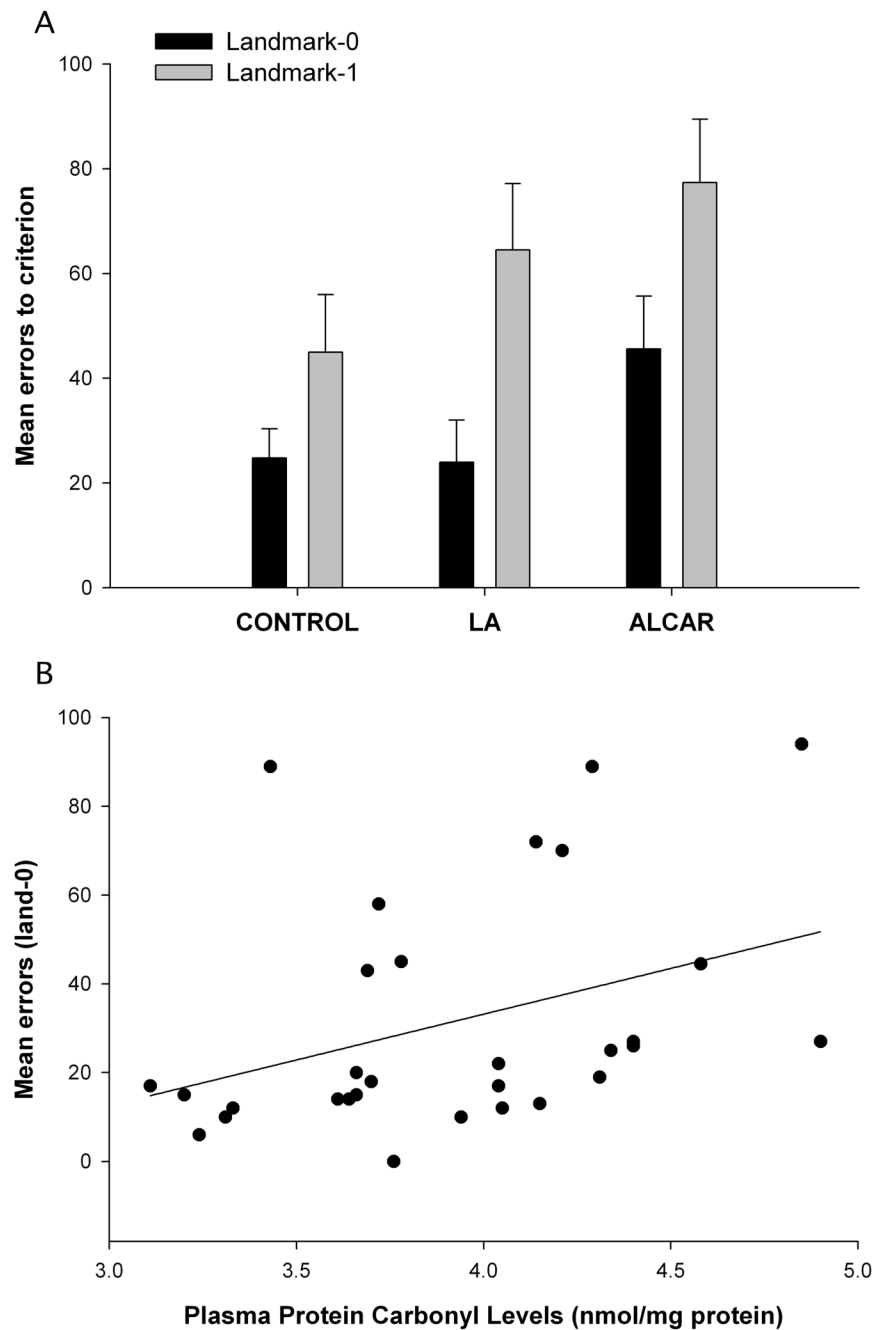 A
Landmark-0
Landmark-1
100
80
60
40
20
0
Mean errors to criterion
CONTROL LA ALCAR
B
100
80
60
40
20
0
Mean errors (land-0)
3.0 3.5 4.0 4.5 5.0
Plasma Protein Carbonyl Levels (nmol/mg protein)